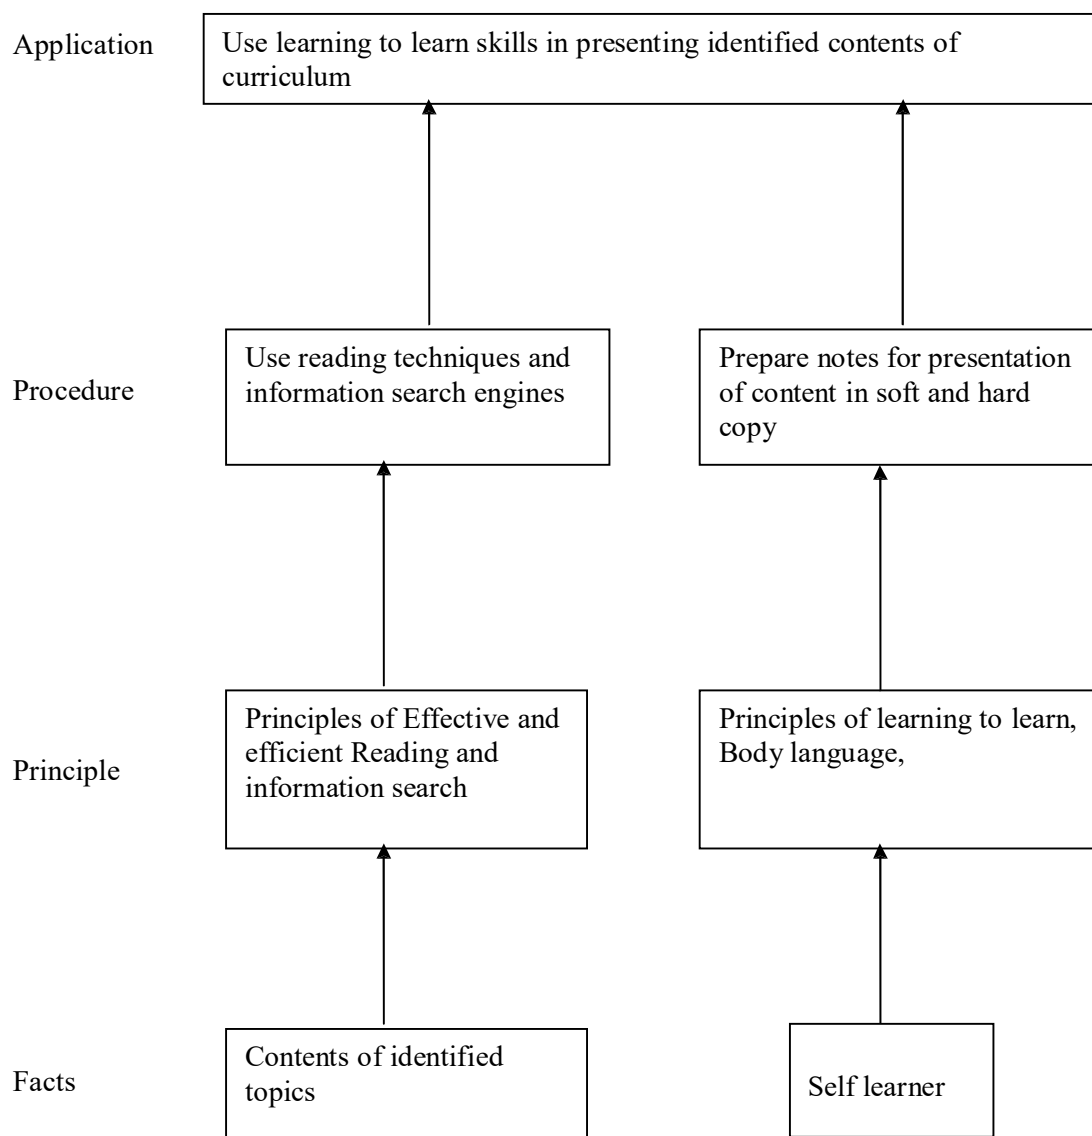 Application
Use learning to learn skills in presenting identified contents of
curriculum
Procedure
Use reading techniques and
information search engines
Prepare notes for presentation
of content in soft and hard
copy
Principle
Principles of Effective and
efficient Reading and
information search
Principles of learning to learn,
Body language,
Facts
Contents of identified
topics
Self learner